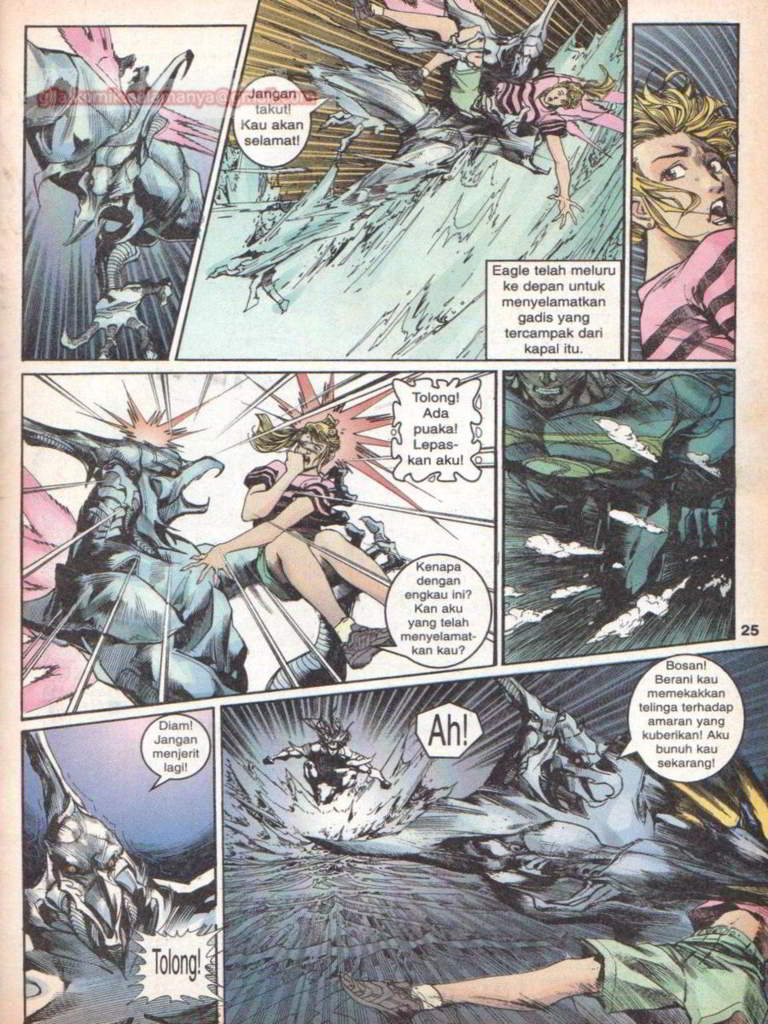 Jangan
takut!
Kau akan
selamat!
Eagle telah meluru
ke depan untuk
menyelamatkan
gadis yang
tercampak dari
kapal itu.
Tolong!
Ada
puaka!
Lepas-
kan aku!
Kenapa
dengan
engkau ini?
Kan aku
yang telah
menyelamat-
kan kau?
25
Diam!
Jangan
menjerit
lagi!
Tolong!
Ah!
Bosan!
Berani kau
memekakkan
telinga terhadap
amaran yang
kuberikan! Aku
bunuh kau
sekarang!